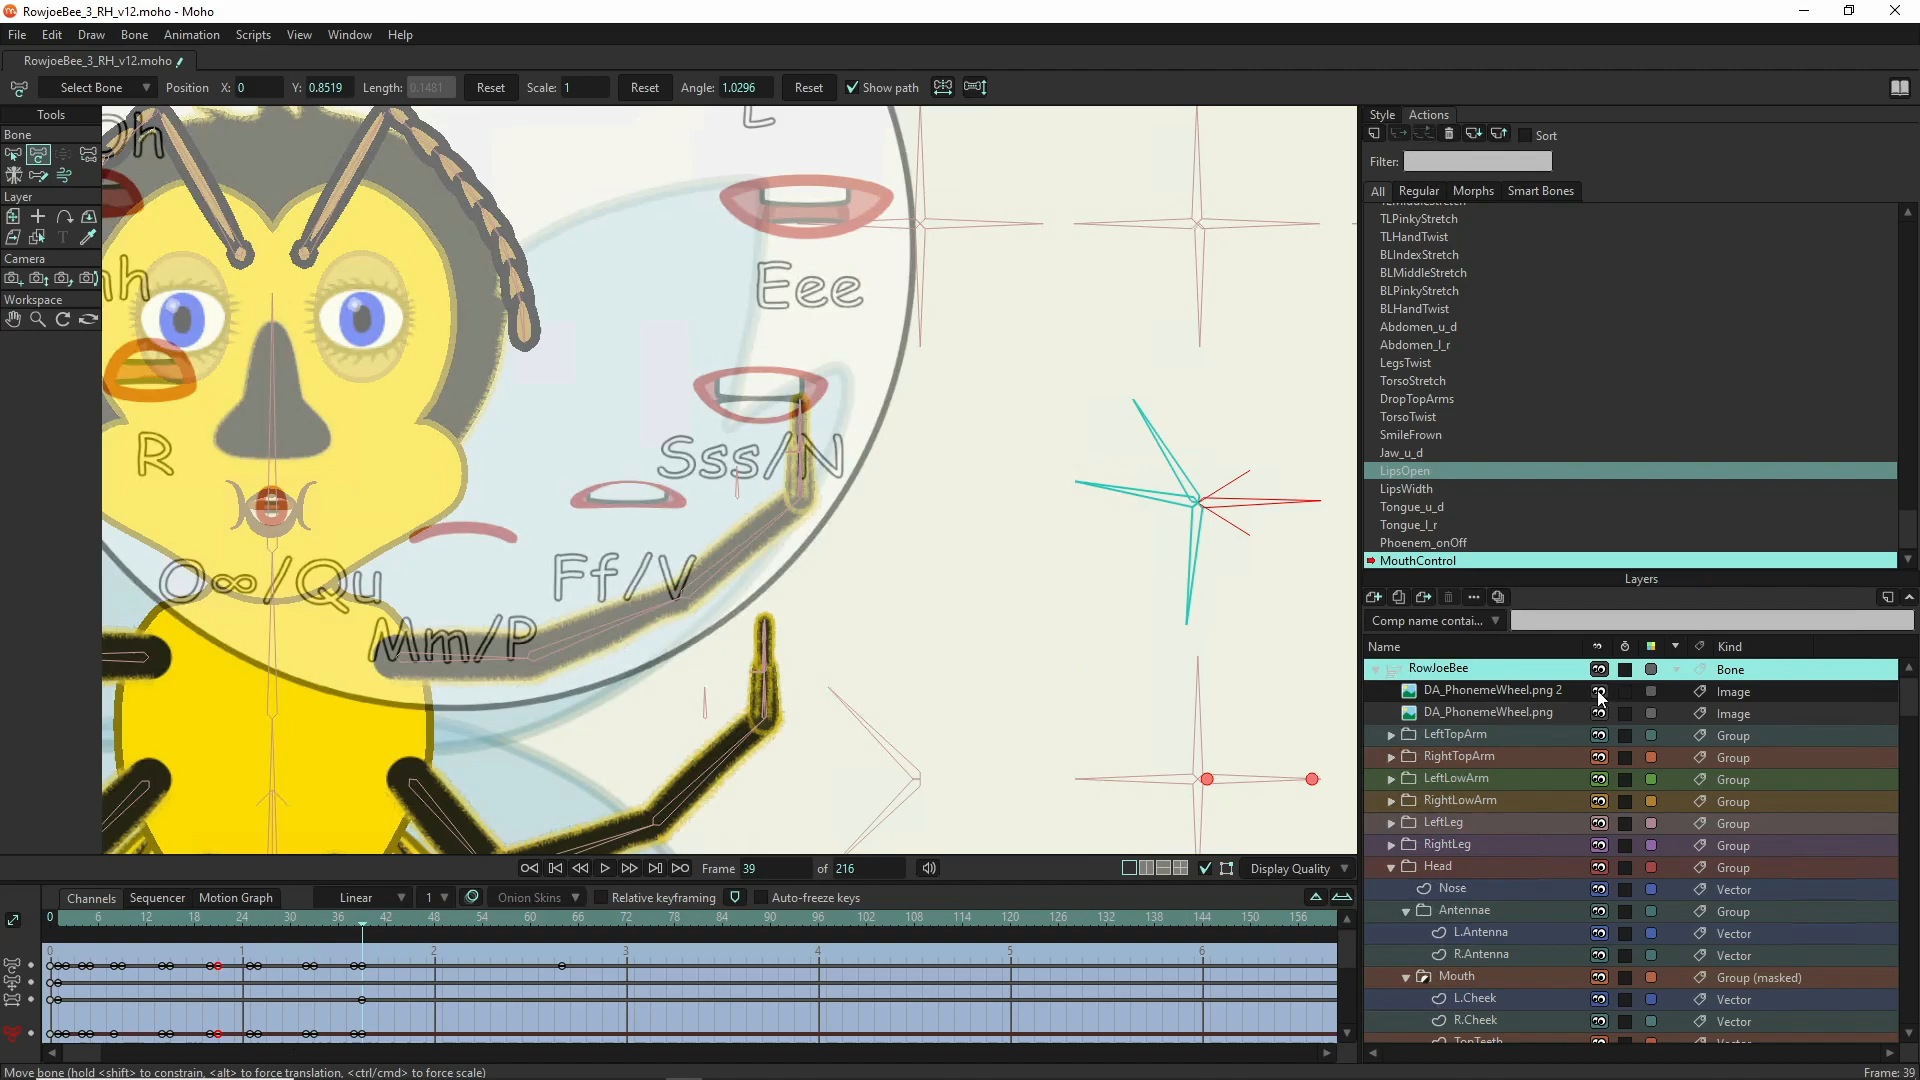 RowjoeBee_3_RH_v12.moho - Moho
File Edit Draw Bone Animation Scripts View Window Help
RowjoeBee_3_RH_v12.moho
Select Bone Position X: 0 Y: 0.8519 Length: 0.1481 Reset Scale: 1 Reset Angle: 1.0296 Reset Show path
Tools
Bone
Layer
Camera
Workspace
L
Eee
R
Sss/N
Ff/V
Mm/P
Style Actions
Sort
Filter:
All Regular Morphs Smart Bones
TLPinkyStretch
TLHandTwist
BLIndexStretch
BLMiddleStretch
BLPinkyStretch
BLHandTwist
Abdomen_u_d
Abdomen_l_r
LegsTwist
TorsoStretch
DropTopArms
TorsoTwist
SmileFrown
Jaw_u_d
LipsOpen
LipsWidth
Tongue_u_d
Tongue_l_r
Phoenem_onOff
MouthControl
Layers
Comp name contai...
Name Kind
RowJoeBee Bone
DA_PhonemeWheel.png 2 Image
DA_PhonemeWheel.png Image
LeftTopArm Group
RightTopArm Group
LeftLowArm Group
RightLowArm Group
LeftLeg Group
RightLeg Group
Head Group
Nose Vector
Antennae Group
L.Antenna Vector
R.Antenna Vector
Mouth Group (masked)
L.Cheek Vector
R.Cheek Vector
Frame 39 of 216 Display Quality
Channels Sequencer Motion Graph Linear 1 Onion Skins Relative keyframing Auto-freeze keys
0 6 12 18 24 30 36 42 48 54 60 66 72 78 84 90 96 102 108 114 120 126 132 138 144 150 156
0 1 2 3 4 5 6
Move bone (hold <shift> to constrain, <alt> to force translation, <ctrl/cmd> to force scale) Frame: 39